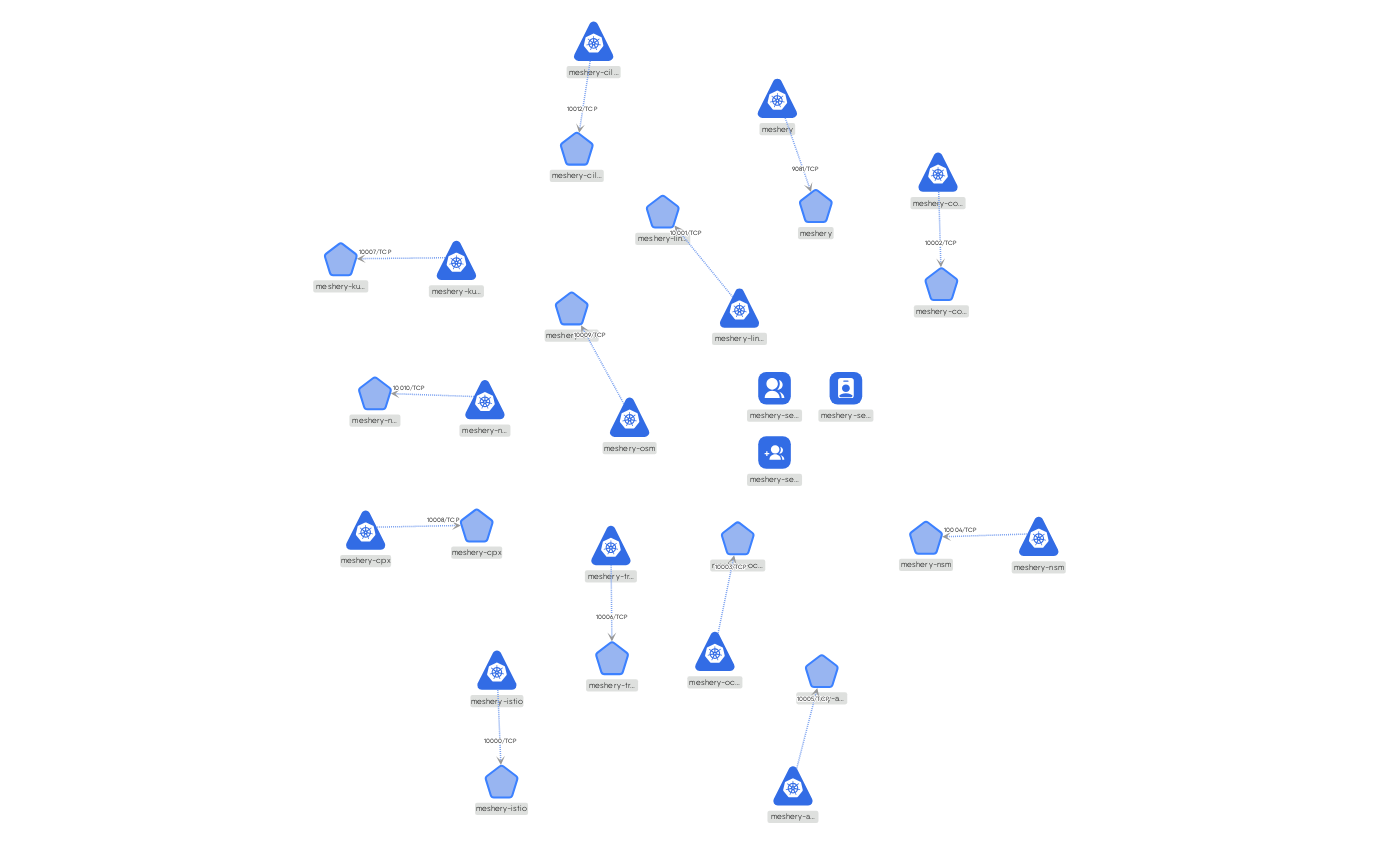 meshery-cil...
10012/TCP
meshery-cil...
meshery
9081/TCP
meshery
meshery-co...
10002/TCP
meshery-co...
meshery-lin...
10001/TCP
meshery-lin...
10007/TCP
meshery-ku...
meshery-ku...
10009/TCP
meshery-osm
10010/TCP
meshery-n...
meshery-n...
meshery-se...
meshery-se...
meshery-se...
10008/TCP
meshery-cpx
meshery-cpx
meshery-tr...
10006/TCP
meshery-tr...
10003/TCP
oc...
meshery-oc...
10004/TCP
meshery-nsm
meshery-nsm
meshery-istio
10000/TCP
meshery-istio
10005/TCP
meshery-a...